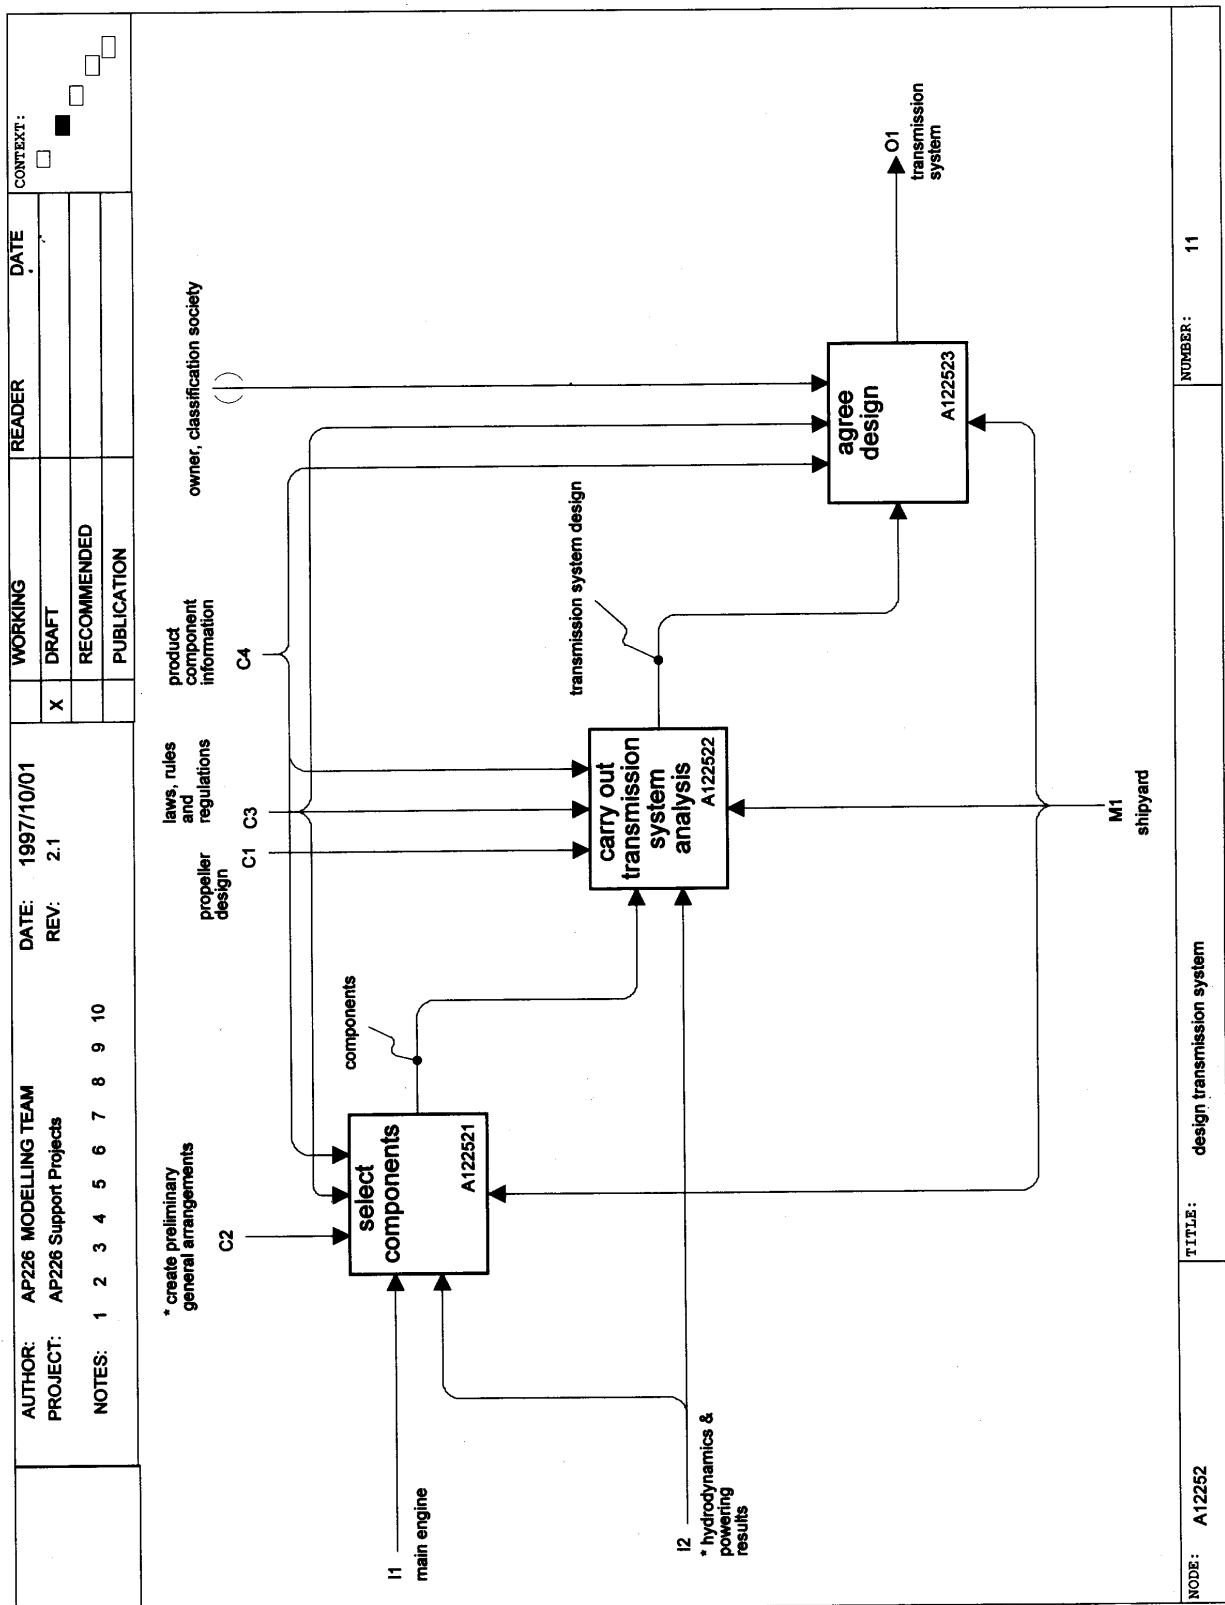 AUTHOR: AP226 MODELLING TEAM
DATE: 1997/10/01
WORKING
READER
DATE
CONTEXT:
PROJECT: AP226 Support Projects
REV: 2.1
X
DRAFT
RECOMMENDED
NOTES: 1 2 3 4 5 6 7 8 9 10
PUBLICATION
* create preliminary
general arrangements
C2
propeller
design
C1
laws, rules
and
regulations
C3
product
component
information
C4
owner, classification society
I1
main engine
select
components
A122521
components
I2
* hydrodynamics &
powering
results
carry out
transmission
system
analysis
A122522
transmission system design
agree
design
A122523
O1
transmission
system
M1
shipyard
NODE: A12252
TITLE: design transmission system
NUMBER: 11